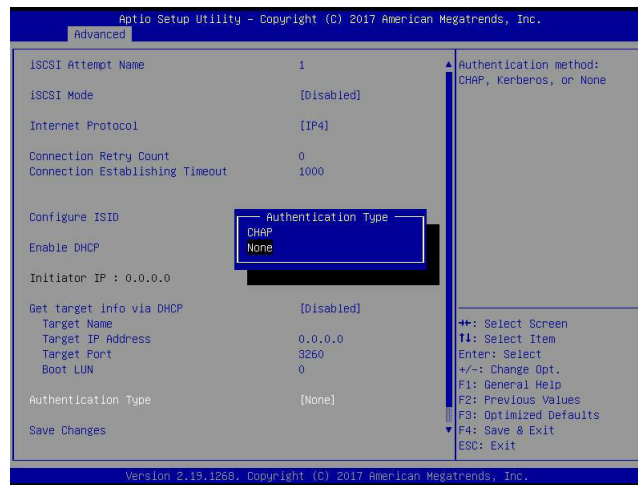 Aptio Setup Utility – Copyright (C) 2017 American Megatrends, Inc.
Advanced
iSCSI Attempt Name 1
iSCSI Mode [Disabled]
Internet Protocol [IP4]
Connection Retry Count 0
Connection Establishing Timeout 1000
Configure ISID
Enable DHCP
Initiator IP : 0.0.0.0
Get target info via DHCP [Disabled]
Target Name
Target IP Address 0.0.0.0
Target Port 3260
Boot LUN 0
Authentication Type [None]
Save Changes
Authentication Type
CHAP
None
Authentication method:
CHAP, Kerberos, or None
→←: Select Screen
↑↓: Select Item
Enter: Select
+/-: Change Opt.
F1: General Help
F2: Previous Values
F3: Optimized Defaults
F4: Save & Exit
ESC: Exit
Version 2.19.1268. Copyright (C) 2017 American Megatrends, Inc.